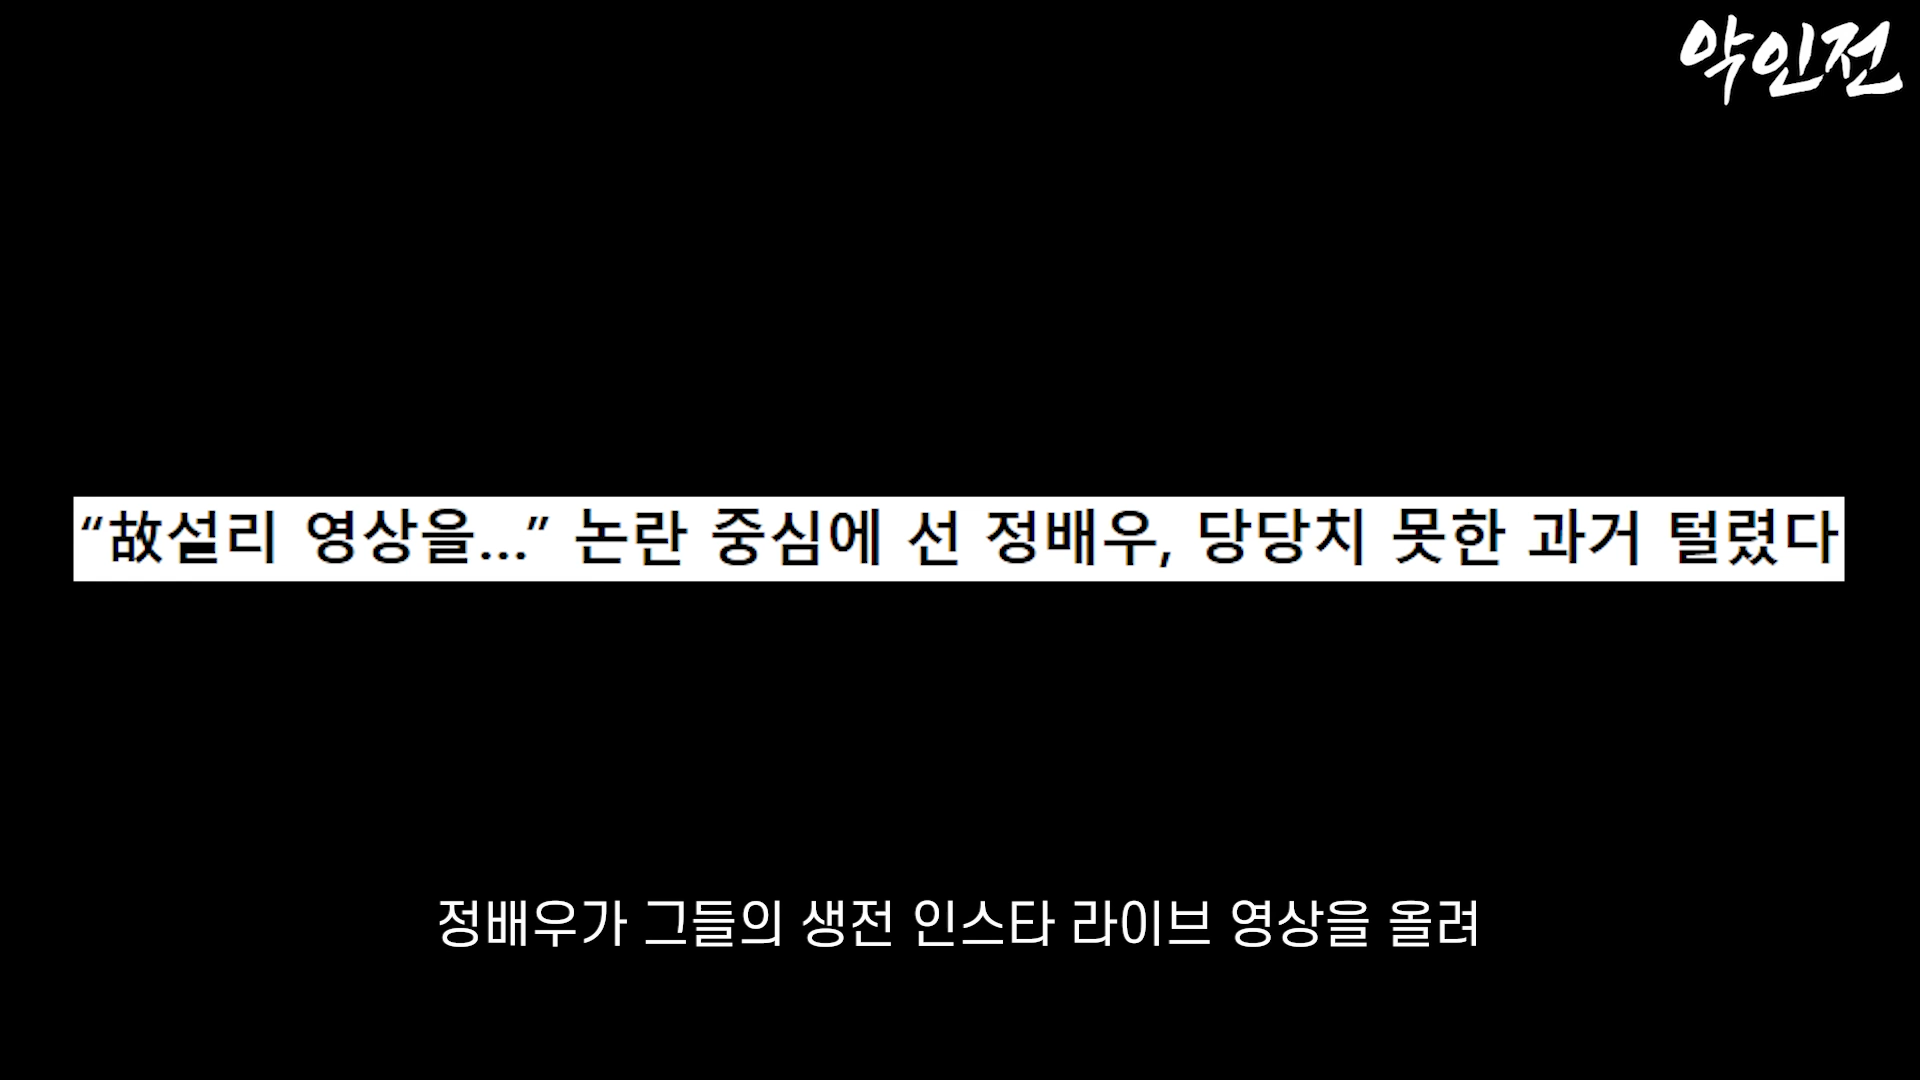 약인전
“故설리 영상을...” 논란 중심에 선 정배우, 당당치 못한 과거 털렸다
정배우가 그들의 생전 인스타 라이브 영상을 올려